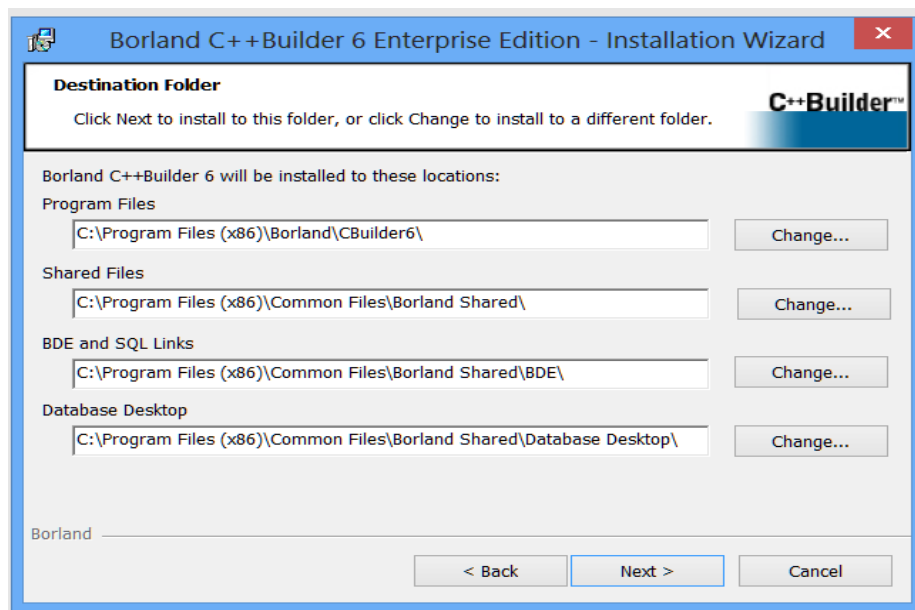 Borland C++Builder 6 Enterprise Edition - Installation Wizard
Destination Folder
Click Next to install to this folder, or click Change to install to a different folder.
C++Builder™
Borland C++Builder 6 will be installed to these locations:
Program Files
C:\Program Files (x86)\Borland\CBuilder6\
Change...
Shared Files
C:\Program Files (x86)\Common Files\Borland Shared\
Change...
BDE and SQL Links
C:\Program Files (x86)\Common Files\Borland Shared\BDE\
Change...
Database Desktop
C:\Program Files (x86)\Common Files\Borland Shared\Database Desktop\
Change...
Borland
< Back
Next >
Cancel